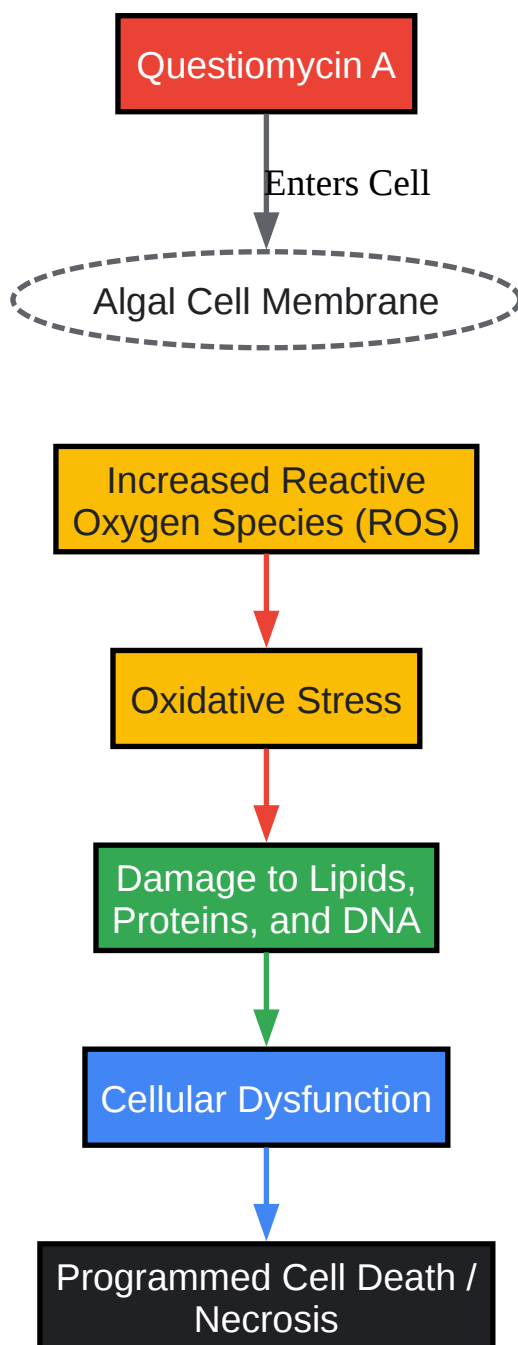 Questiomycin A
Enters Cell
Algal Cell Membrane
Increased Reactive
Oxygen Species (ROS)
Oxidative Stress
Damage to Lipids,
Proteins, and DNA
Cellular Dysfunction
Programmed Cell Death /
Necrosis